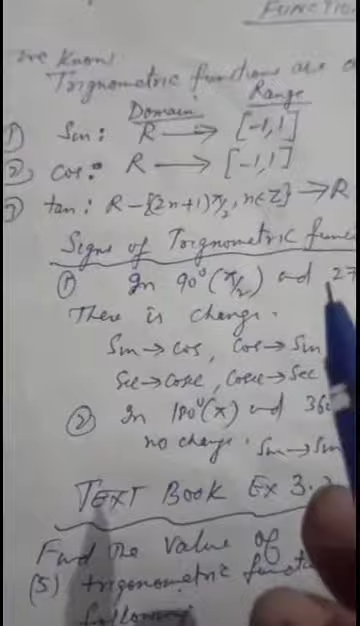 FUNCTIO
we know
Trignometric functions are
Domain Range
① Sin: R → [-1,1]
② cos: R → [-1,1]
③ tan: R - {(2n+1)π/2, n∈Z} → R
Signs of Trignometric func
① In 90° (π/2) and 27
There is change.
Sin → cos, Cos → Sin
Sec → cosec, Cosec → Sec
② In 180° (π) and 36
no change. Sin → Sin
TEXT BOOK EX 3.
Find the value of
(5) trigonometric functi
following